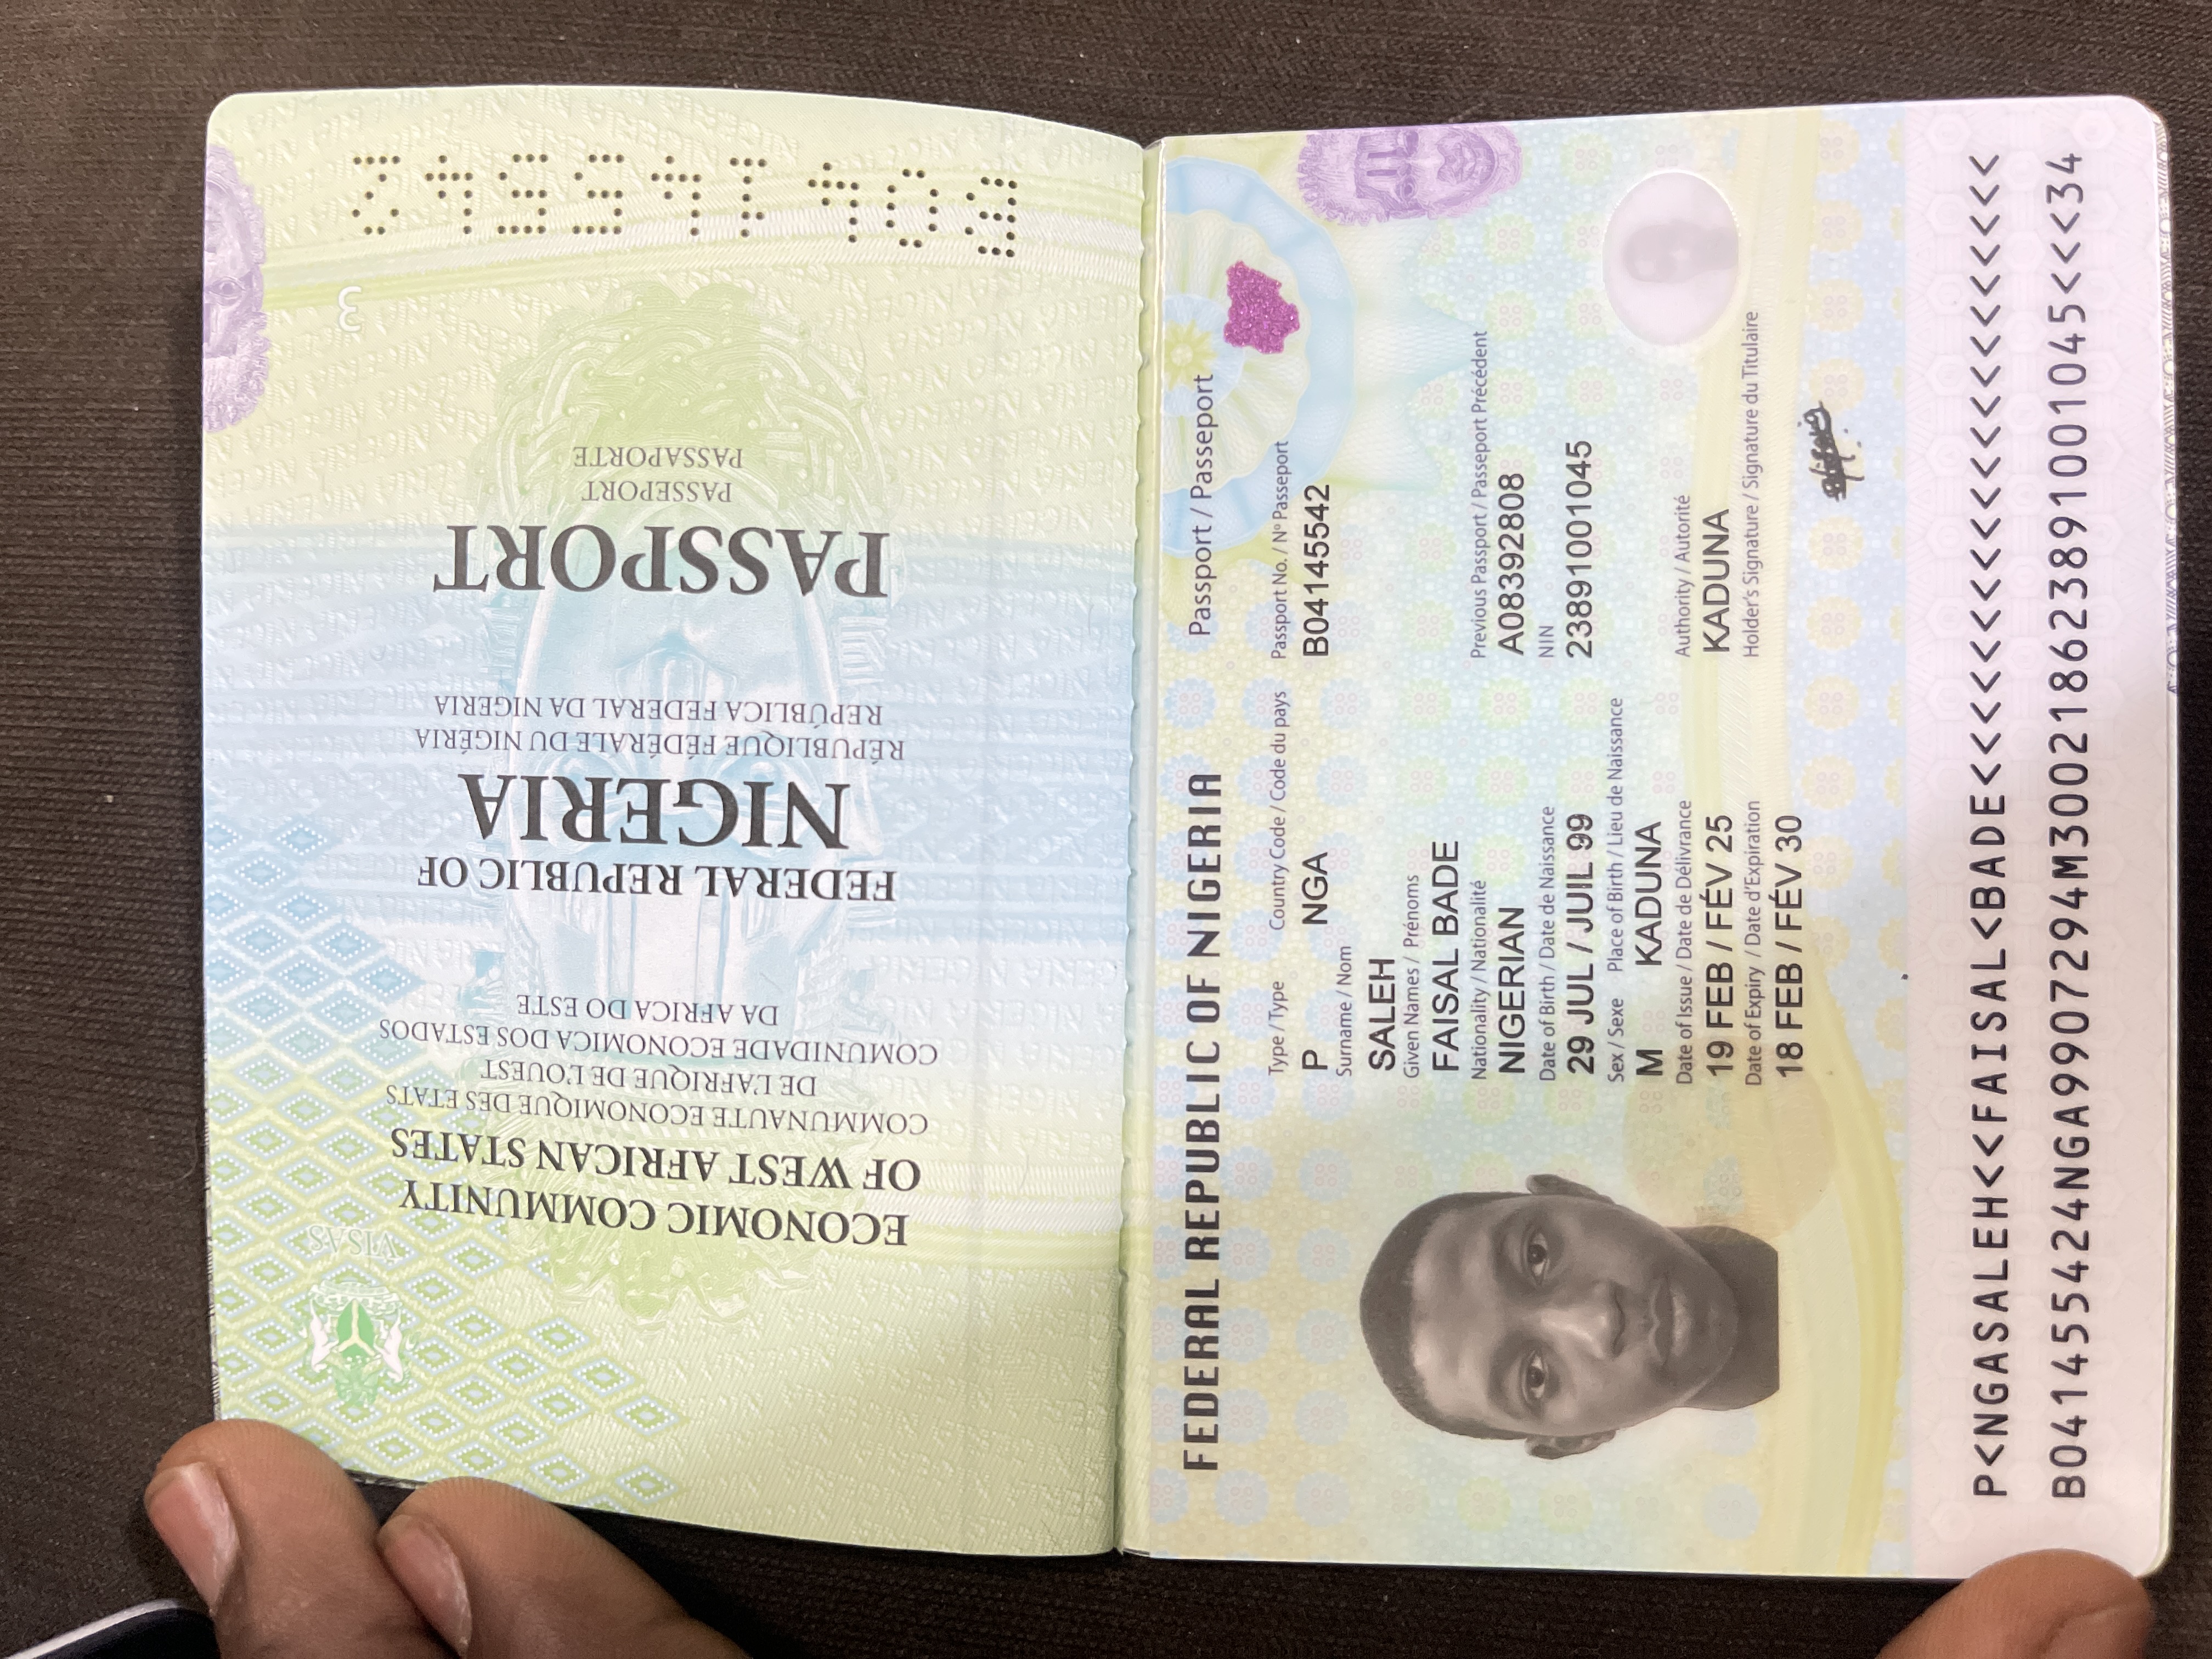 VISAS
ECONOMIC COMMUNITY
OF WEST AFRICAN STATES
COMMUNAUTE ECONOMIQUE DES ETATS
DE L'AFRIQUE DE L'OUEST
COMUNIDADE ECONOMICA DOS ESTADOS
DA AFRICA DO ESTE
FEDERAL REPUBLIC OF
NIGERIA
RÉPUBLIQUE FÉDÉRALE DU NIGÉRIA
REPÚBLICA FEDERAL DA NIGERIA
PASSPORT
PASSEPORT
PASSAPORTE
3
B04145542
FEDERAL REPUBLIC OF NIGERIA
Passport / Passeport
Type / Type Country Code / Code du pays Passport No. / Nº Passeport
P NGA B04145542
Surname / Nom
SALEH
Given Names / Prénoms
FAISAL BADE
Nationality / Nationalité Previous Passport / Passeport Précédent
NIGERIAN A08392808
Date of Birth / Date de Naissance NIN
29 JUL / JUIL 99 23891001045
Sex / Sexe Place of Birth / Lieu de Naissance
M KADUNA
Date of Issue / Date de Délivrance Authority / Autorité
19 FEB / FÉV 25 KADUNA
Date of Expiry / Date d'Expiration Holder's Signature / Signature du Titulaire
18 FEB / FÉV 30
P<NGASALEH<<FAISAL<BADE<<<<<<<<<<<<<<<<<<<<<
B041455424NGA9907294M300218623891001045<<<34